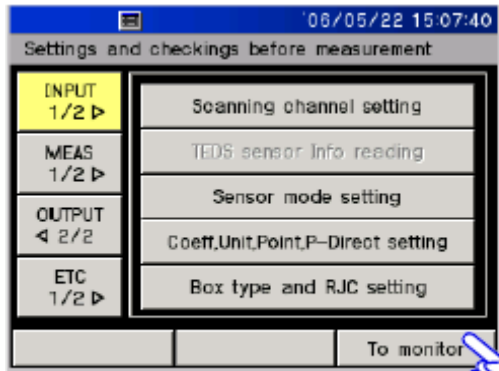 '06/05/22 15:07:40
Settings and checkings before measurement
INPUT
1/2 ▷
Scanning channel setting
TEDS sensor Info reading
MEAS
1/2 ▷
Sensor mode setting
OUTPUT
◁ 2/2
Coeff,Unit,Point,P-Direct setting
ETC
1/2 ▷
Box type and RJC setting
To monitor